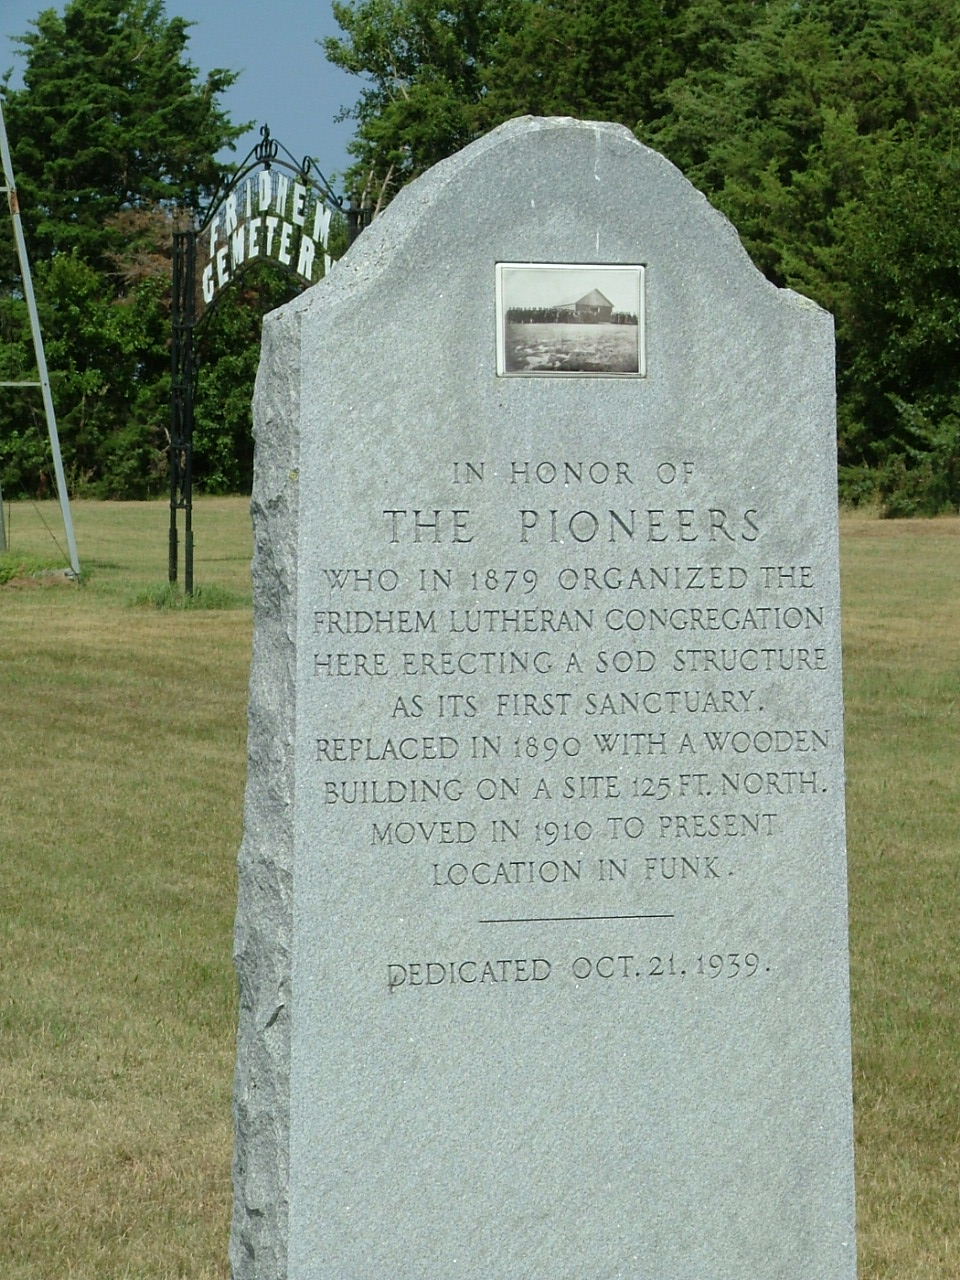 FRIDHEM
CEMETERY
IN HONOR OF
THE PIONEERS
WHO IN 1879 ORGANIZED THE
FRIDHEM LUTHERAN CONGREGATION
HERE ERECTING A SOD STRUCTURE
AS ITS FIRST SANCTUARY.
REPLACED IN 1890 WITH A WOODEN
BUILDING ON A SITE 125 FT. NORTH.
MOVED IN 1910 TO PRESENT
LOCATION IN FUNK.
DEDICATED OCT. 21. 1939.